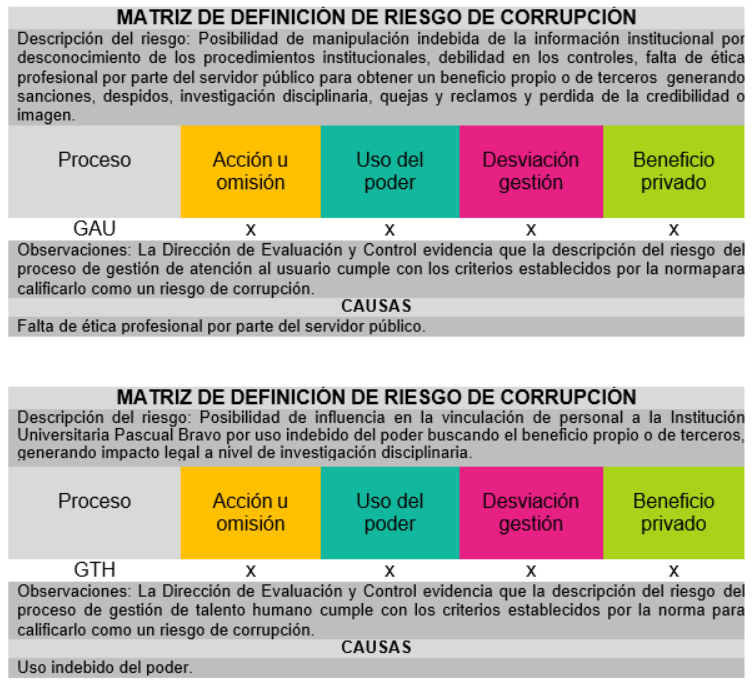 MATRIZ DE DEFINICIÓN DE RIESGO DE CORRUPCIÓN
Descripción del riesgo: Posibilidad de manipulación indebida de la información institucional por
desconocimiento de los procedimientos institucionales, debilidad en los controles, falta de ética
profesional por parte del servidor público para obtener un beneficio propio o de terceros generando
sanciones, despidos, investigación disciplinaria, quejas y reclamos y perdida de la credibilidad o
imagen.
Proceso Acción u omisión Uso del poder Desviación gestión Beneficio privado
GAU x x x x
Observaciones: La Dirección de Evaluación y Control evidencia que la descripción del riesgo del
proceso de gestión de atención al usuario cumple con los criterios establecidos por la normapara
calificarlo como un riesgo de corrupción.
CAUSAS
Falta de ética profesional por parte del servidor público.
MATRIZ DE DEFINICIÓN DE RIESGO DE CORRUPCIÓN
Descripción del riesgo: Posibilidad de influencia en la vinculación de personal a la Institución
Universitaria Pascual Bravo por uso indebido del poder buscando el beneficio propio o de terceros,
generando impacto legal a nivel de investigación disciplinaria.
Proceso Acción u omisión Uso del poder Desviación gestión Beneficio privado
GTH x x x x
Observaciones: La Dirección de Evaluación y Control evidencia que la descripción del riesgo del
proceso de gestión de talento humano cumple con los criterios establecidos por la norma para
calificarlo como un riesgo de corrupción.
CAUSAS
Uso indebido del poder.